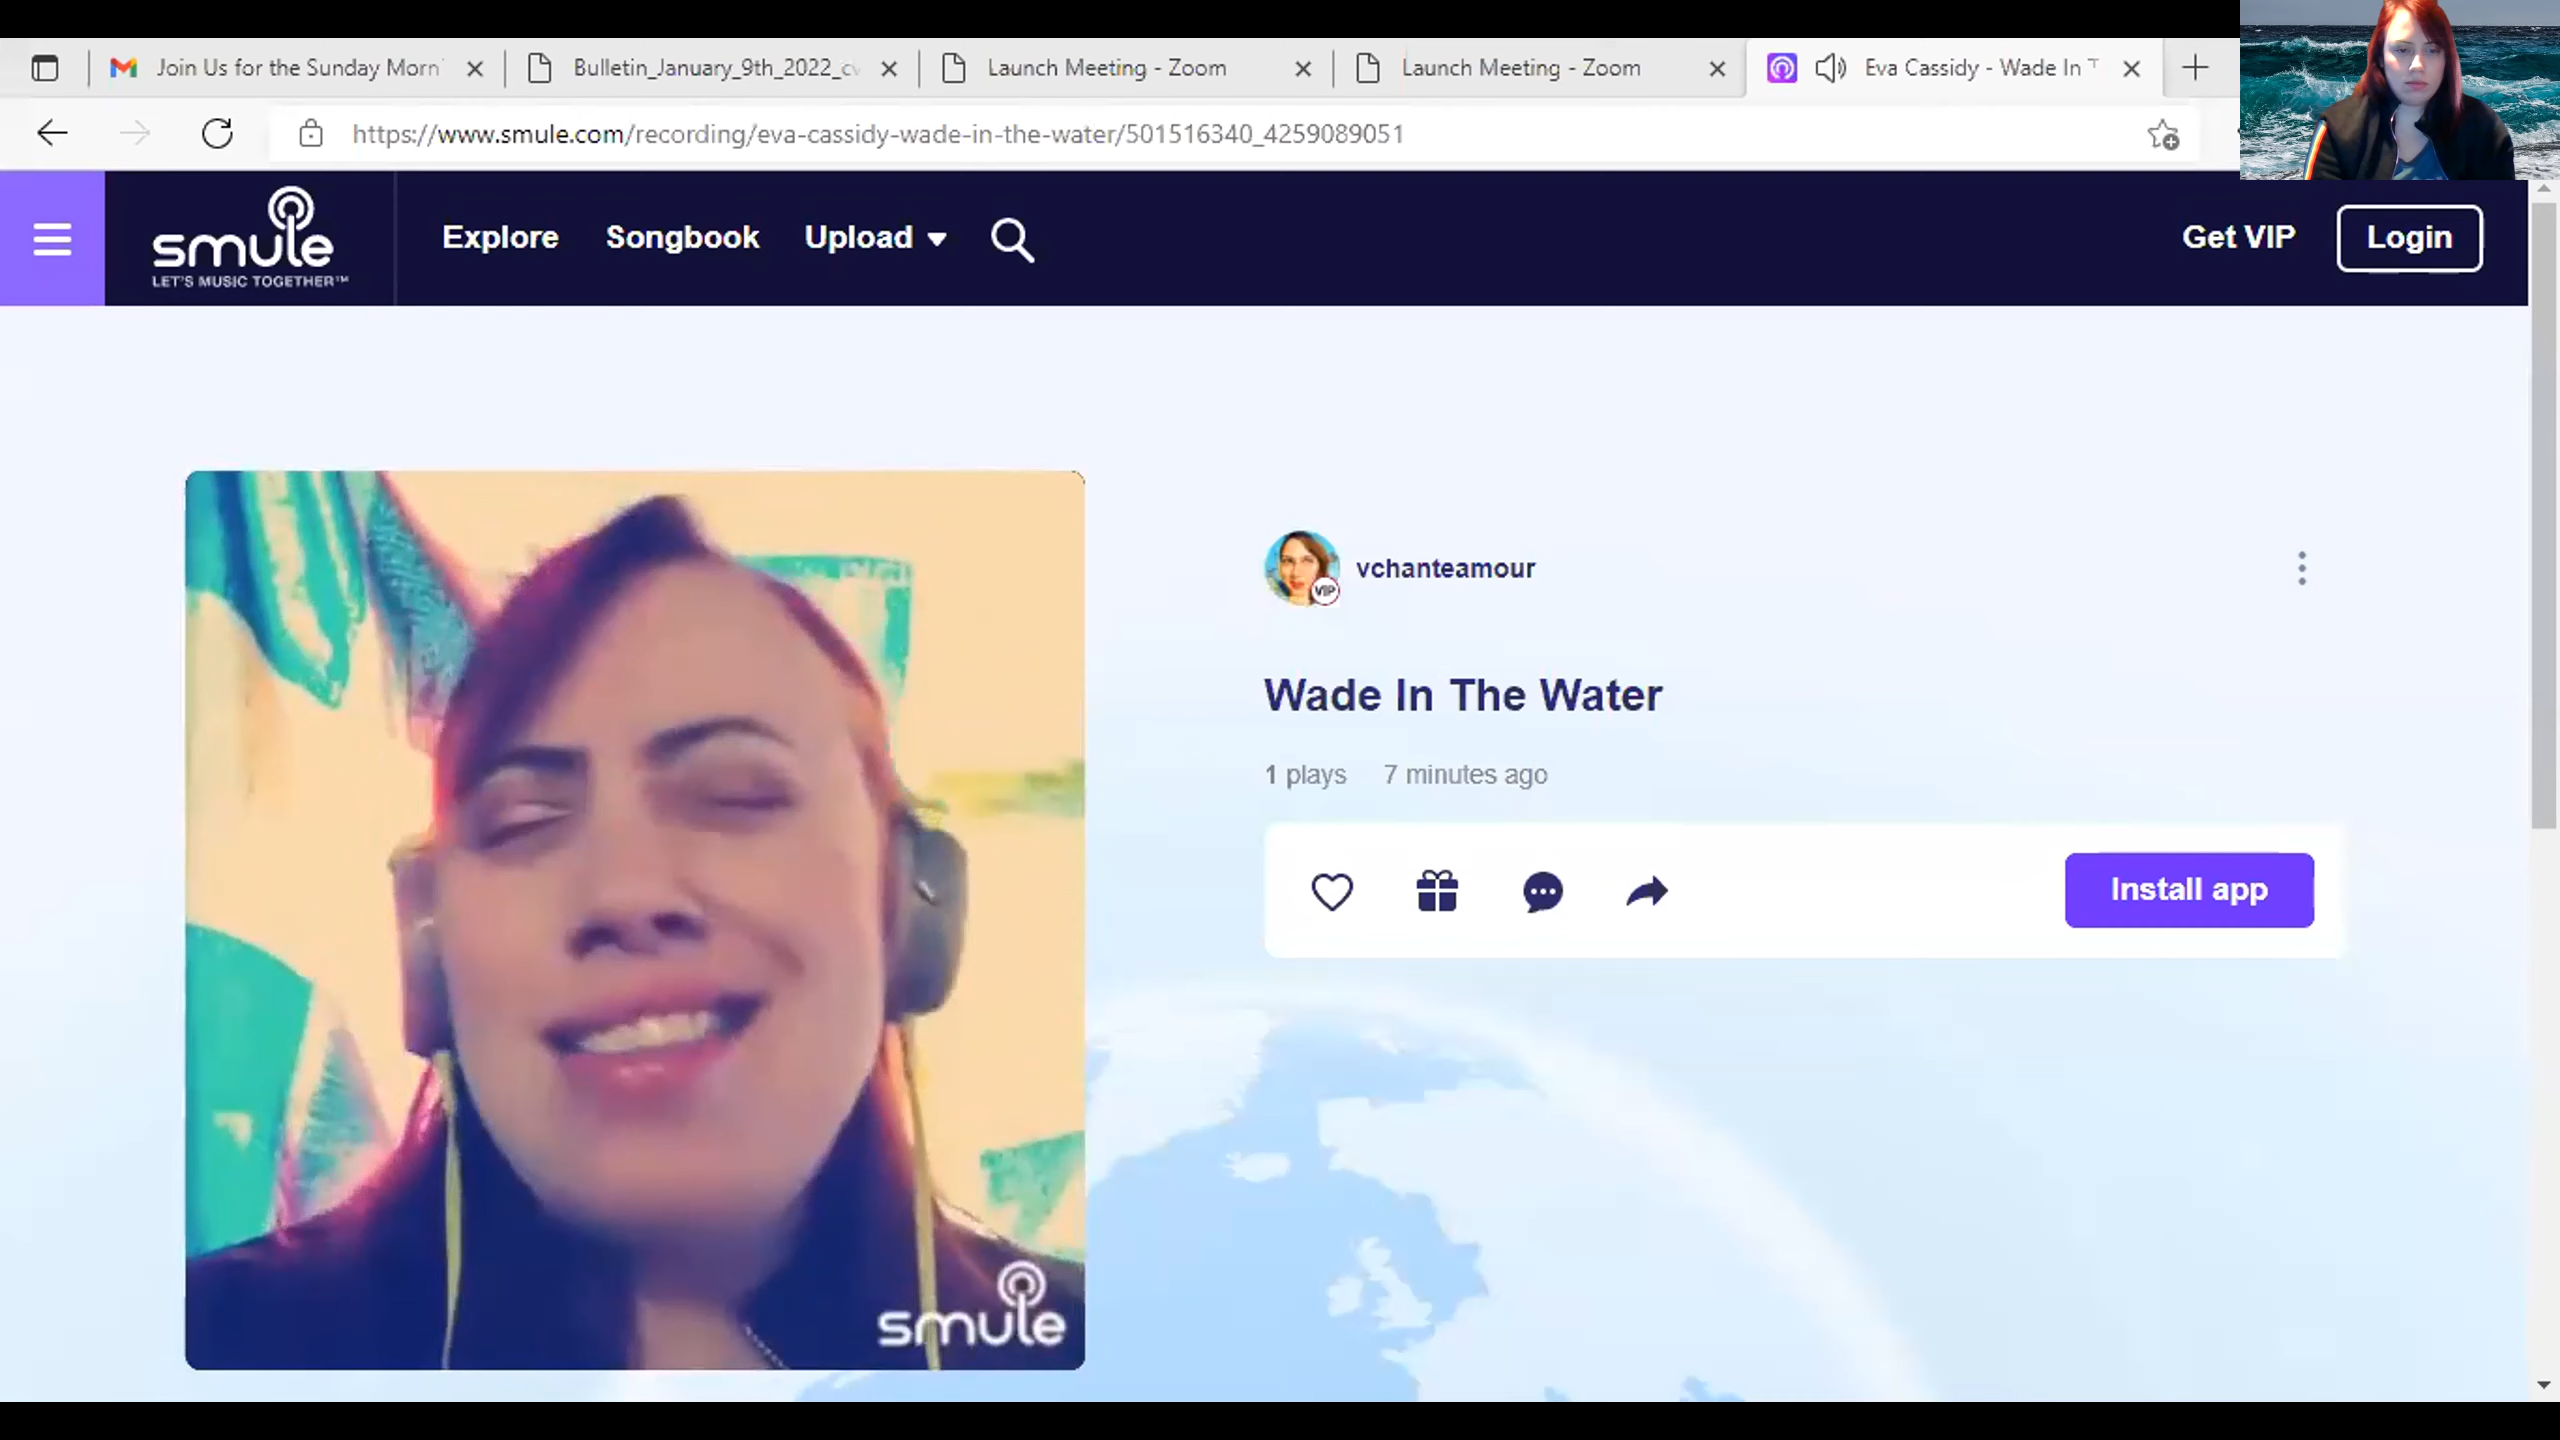 Join Us for the Sunday Morn
Bulletin_January_9th_2022_cv
Launch Meeting - Zoom
Launch Meeting - Zoom
Eva Cassidy - Wade In T
https://www.smule.com/recording/eva-cassidy-wade-in-the-water/501516340_4259089051
smule
LET'S MUSIC TOGETHER™
Explore
Songbook
Upload
Get VIP
Login
vchanteamour
VIP
Wade In The Water
1 plays 7 minutes ago
Install app
smule